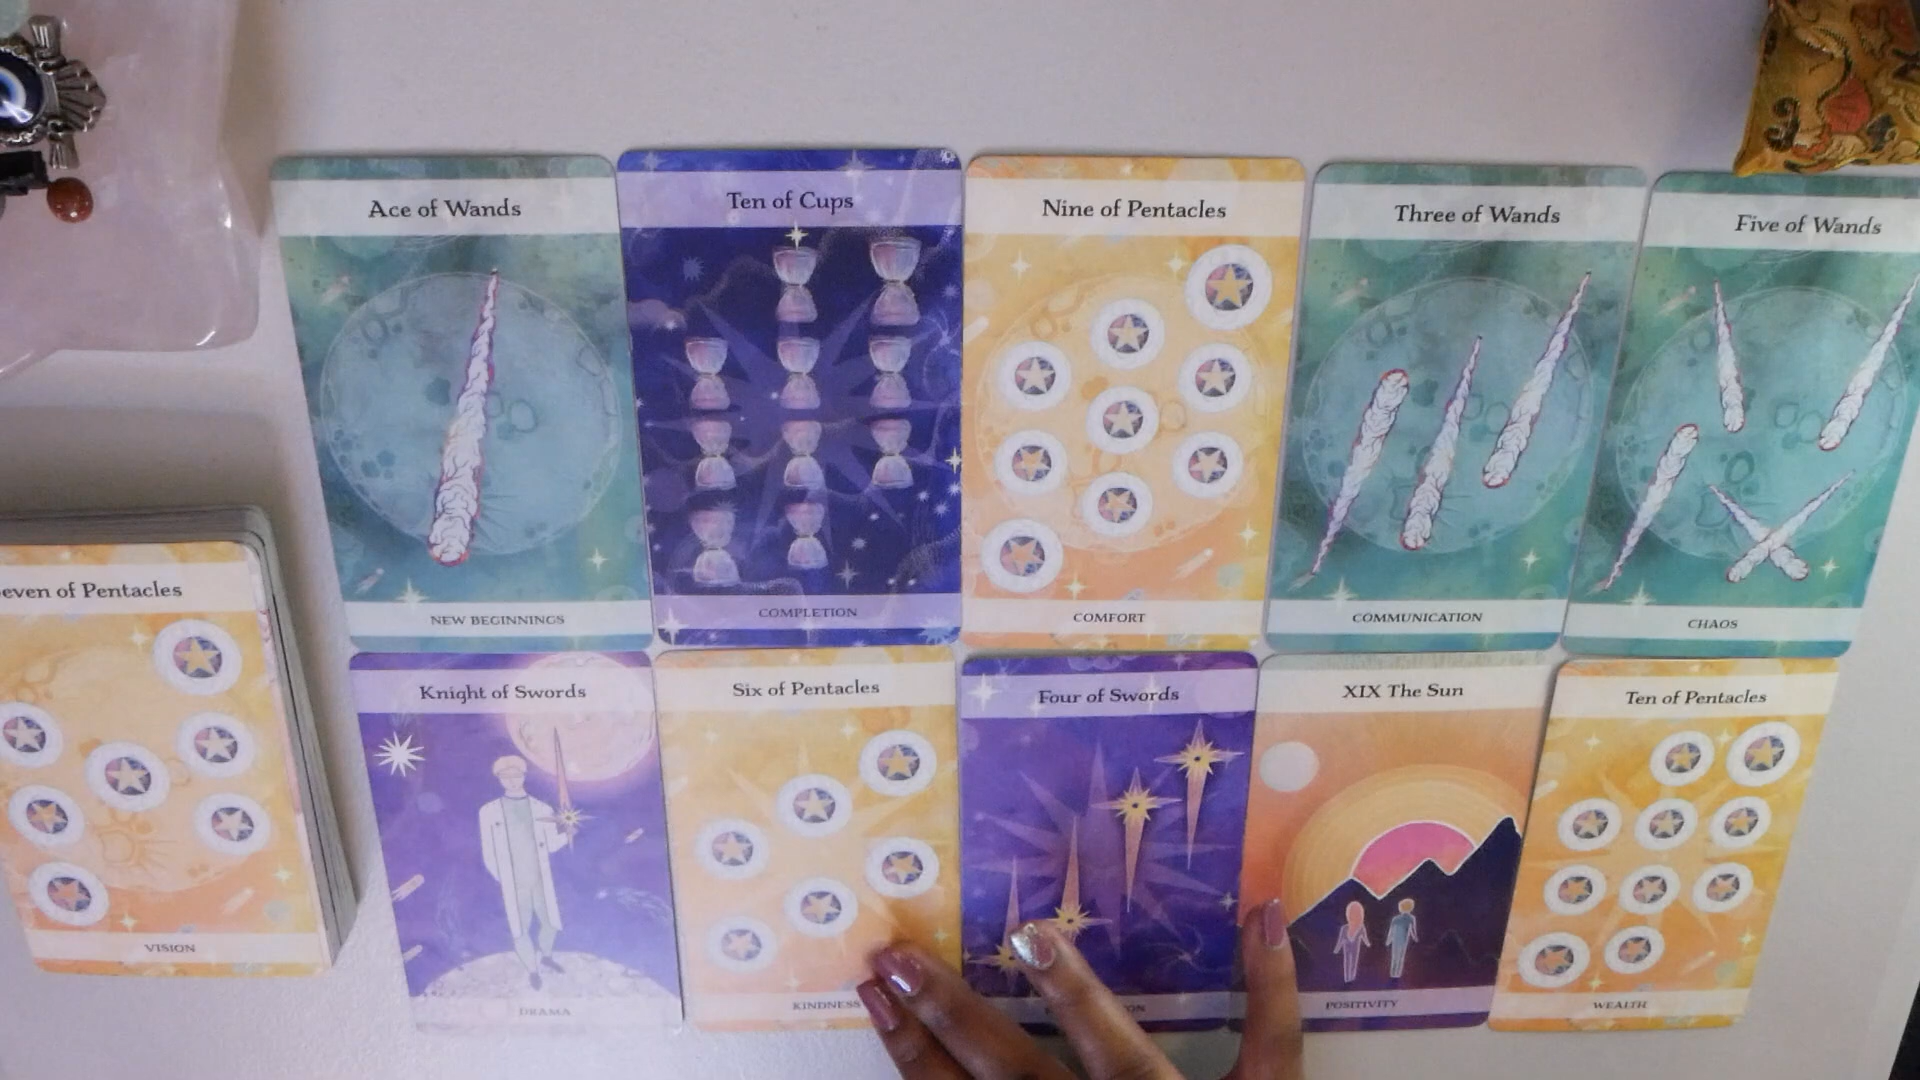 Ace of Wands
Ten of Cups
Nine of Pentacles
Three of Wands
Five of Wands
NEW BEGINNINGS
COMPLETION
COMFORT
COMMUNICATION
CHAOS
even of Pentacles
VISION
Knight of Swords
Six of Pentacles
Four of Swords
XIX The Sun
Ten of Pentacles
DRAMA
KINDNESS
POSITIVITY
WEALTH